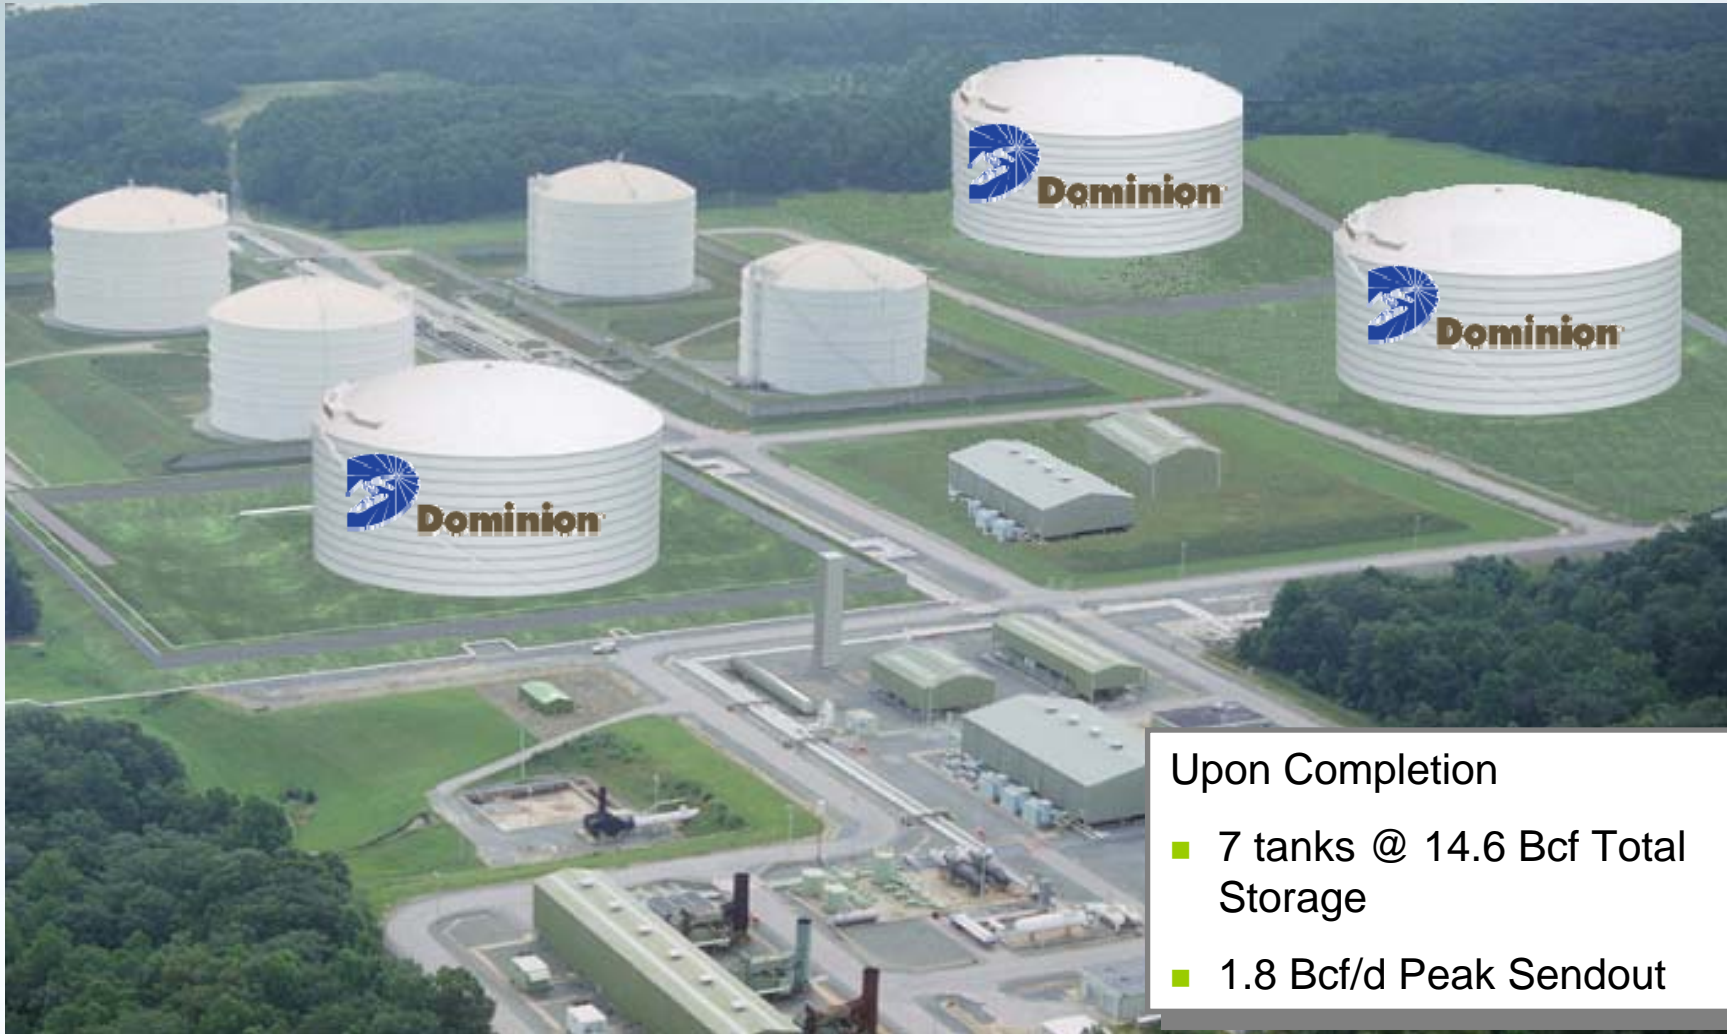 Dominion
Dominion
Dominion
Upon Completion
7 tanks @ 14.6 Bcf Total
Storage
1.8 Bcf/d Peak Sendout